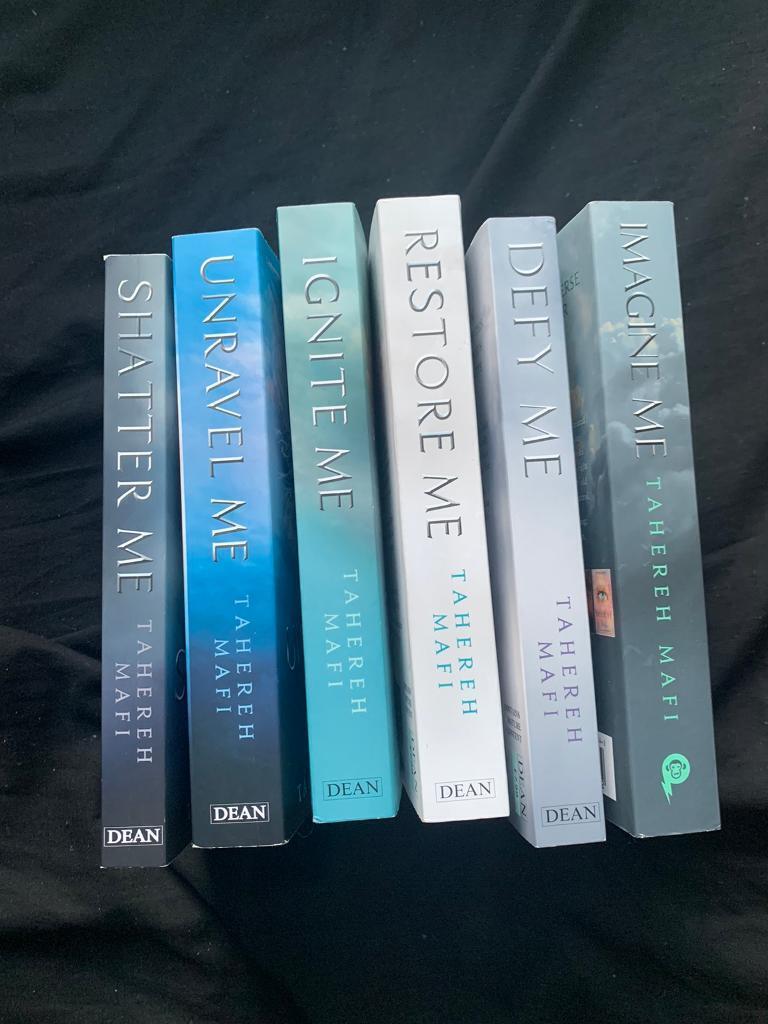 SHATTER ME
TAHEREH
MAFI
DEAN
UNRAVEL ME
TAHEREH
MAFI
DEAN
IGNITE ME
TAHEREH
MAFI
DEAN
RESTORE ME
TAHEREH
MAFI
DEAN
DEFY ME
TAHEREH
MAFI
DEAN
IMAGINE ME
TAHEREH MAFI